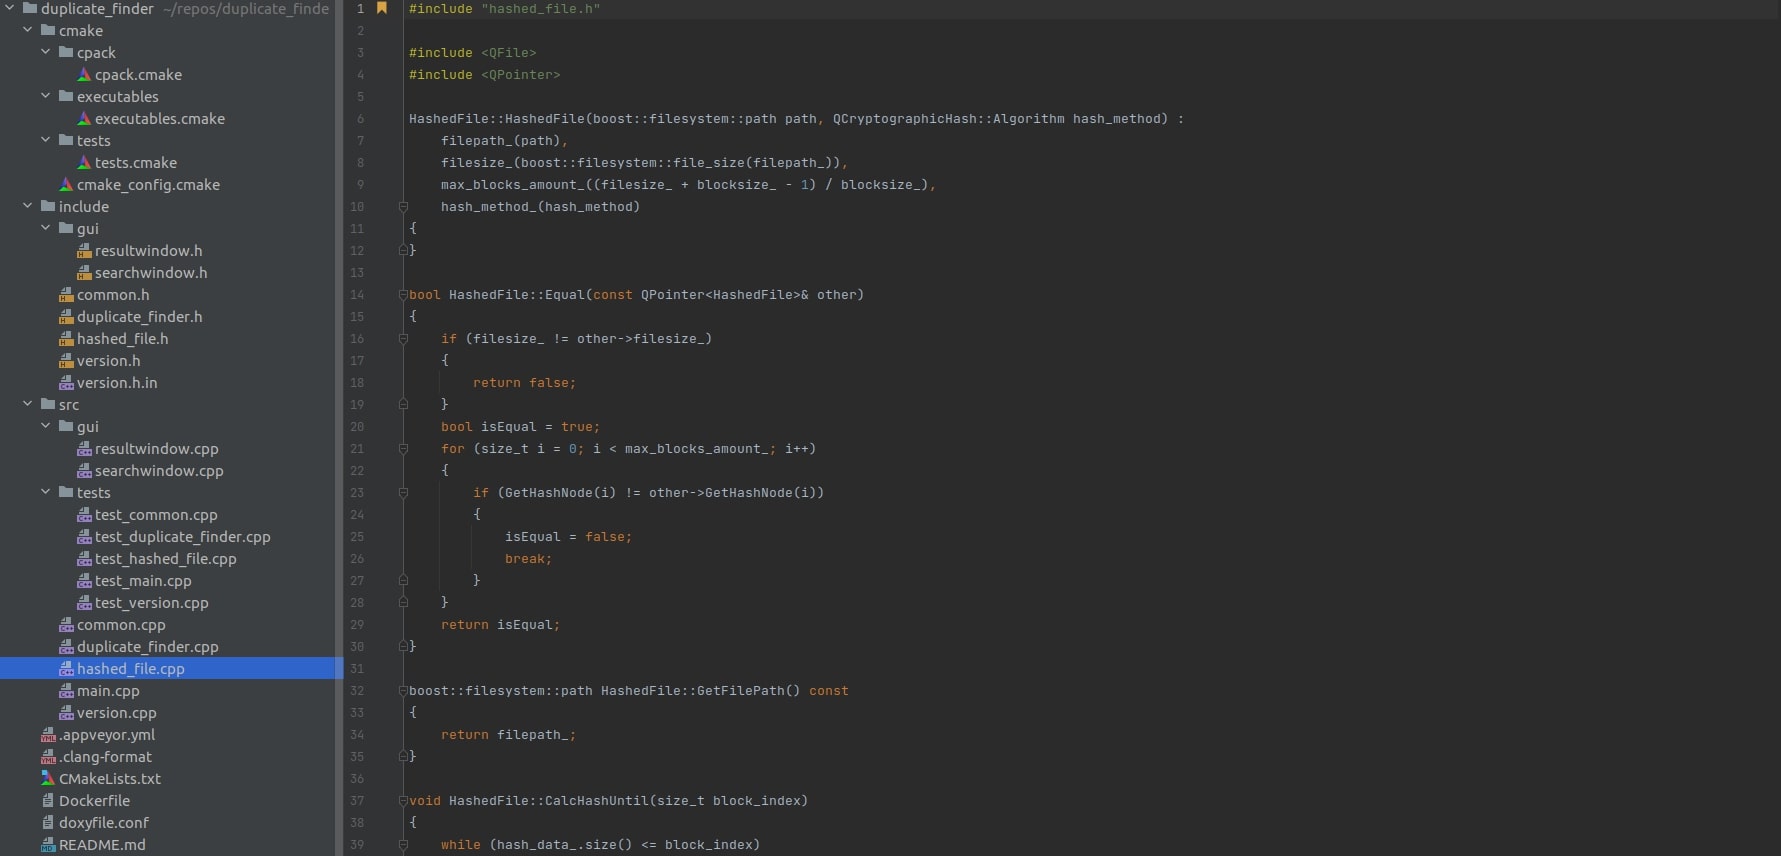 duplicate_finder ~/repos/duplicate_finde
cmake
cpack
cpack.cmake
executables
executables.cmake
tests
tests.cmake
cmake_config.cmake
include
gui
resultwindow.h
searchwindow.h
common.h
duplicate_finder.h
hashed_file.h
version.h
version.h.in
src
gui
resultwindow.cpp
searchwindow.cpp
tests
test_common.cpp
test_duplicate_finder.cpp
test_hashed_file.cpp
test_main.cpp
test_version.cpp
common.cpp
duplicate_finder.cpp
hashed_file.cpp
main.cpp
version.cpp
.appveyor.yml
.clang-format
CMakeLists.txt
Dockerfile
doxyfile.conf
README.md
1 #include "hashed_file.h"
2
3 #include <QFile>
4 #include <QPointer>
5
6 HashedFile::HashedFile(boost::filesystem::path path, QCryptographicHash::Algorithm hash_method) :
7     filepath_(path),
8     filesize_(boost::filesystem::file_size(filepath_)),
9     max_blocks_amount_((filesize_ + blocksize_ - 1) / blocksize_),
10     hash_method_(hash_method)
11 {
12 }
13
14 bool HashedFile::Equal(const QPointer<HashedFile>& other)
15 {
16     if (filesize_ != other->filesize_)
17     {
18         return false;
19     }
20     bool isEqual = true;
21     for (size_t i = 0; i < max_blocks_amount_; i++)
22     {
23         if (GetHashNode(i) != other->GetHashNode(i))
24         {
25             isEqual = false;
26             break;
27         }
28     }
29     return isEqual;
30 }
31
32 boost::filesystem::path HashedFile::GetFilePath() const
33 {
34     return filepath_;
35 }
36
37 void HashedFile::CalcHashUntil(size_t block_index)
38 {
39     while (hash_data_.size() <= block_index)